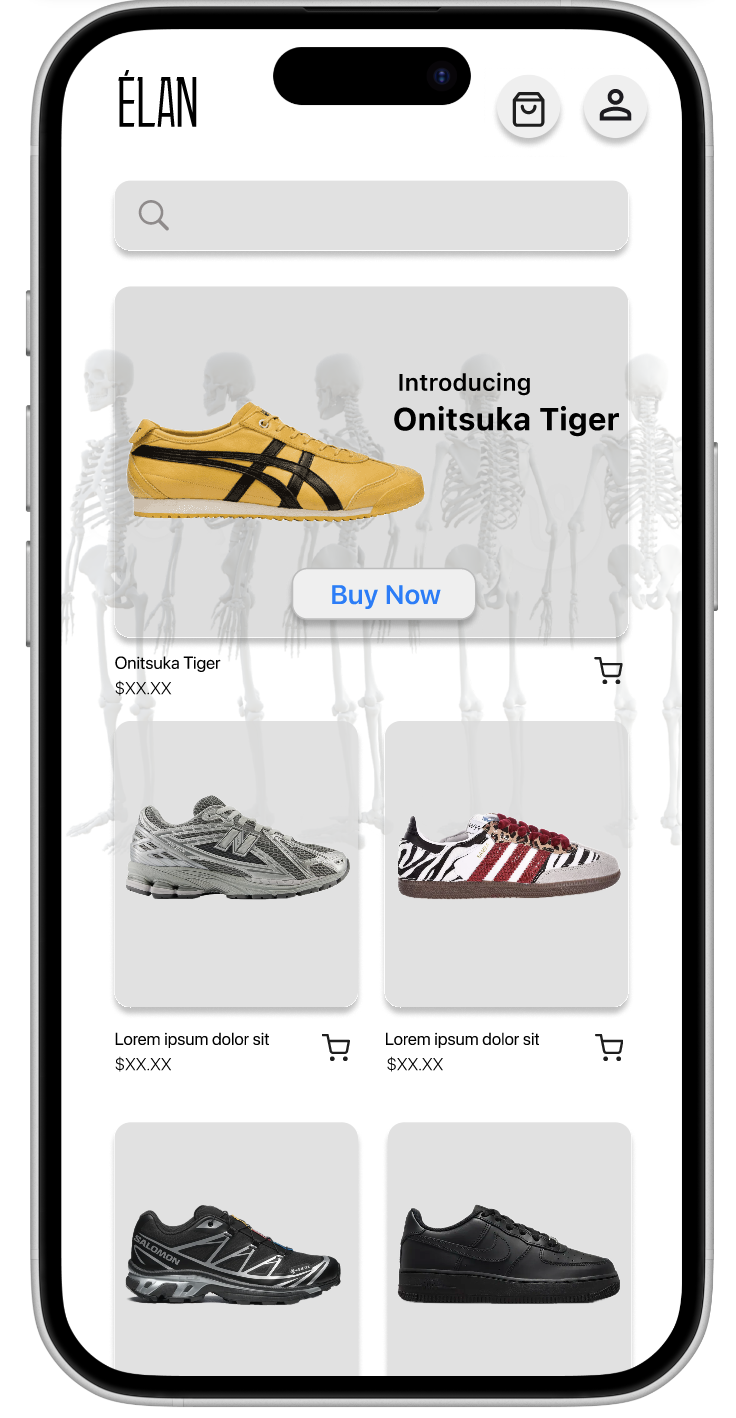 ÉLAN
Introducing
Onitsuka Tiger
Buy Now
Onitsuka Tiger
$XX.XX
N
Lorem ipsum dolor sit
$XX.XX
Lorem ipsum dolor sit
$XX.XX
SALOMON